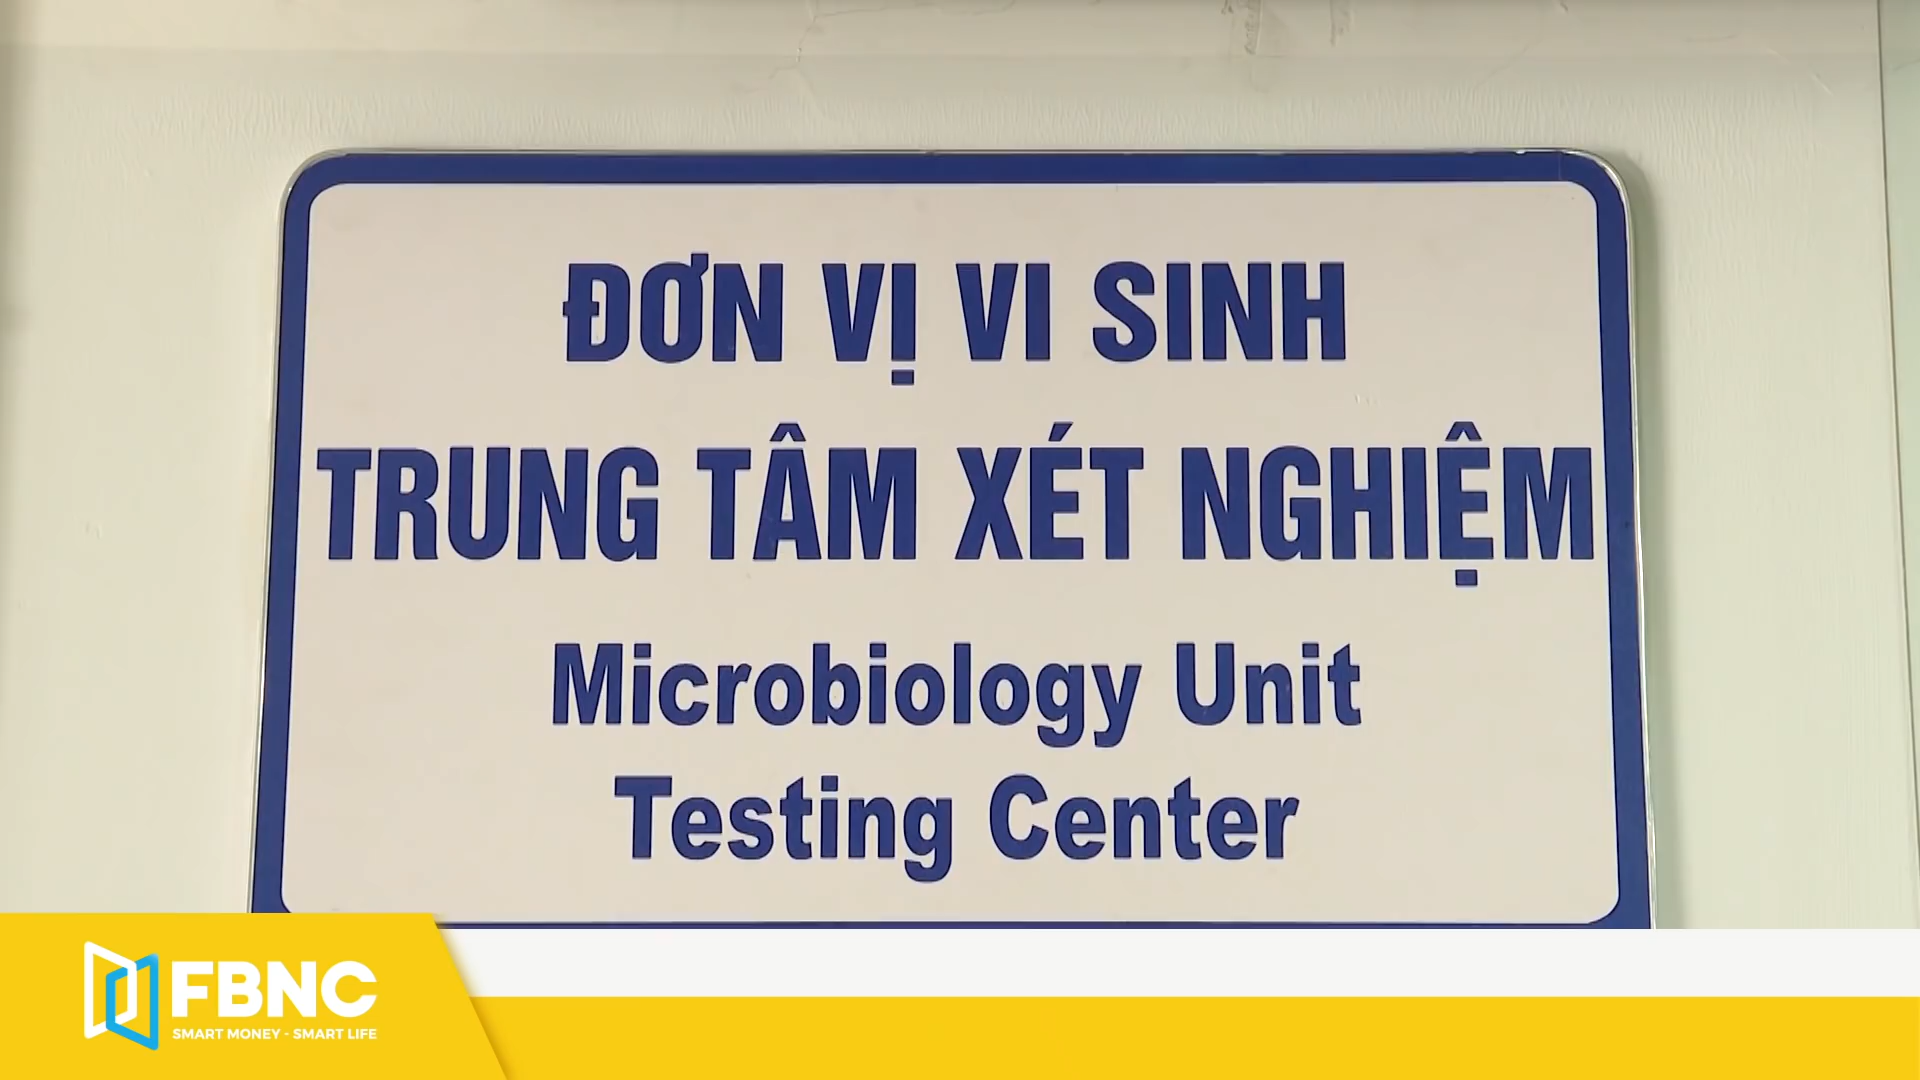 ĐƠN VỊ VI SINH
TRUNG TÂM XÉT NGHIỆM
Microbiology Unit
Testing Center
FBNC
SMART MONEY - SMART LIFE